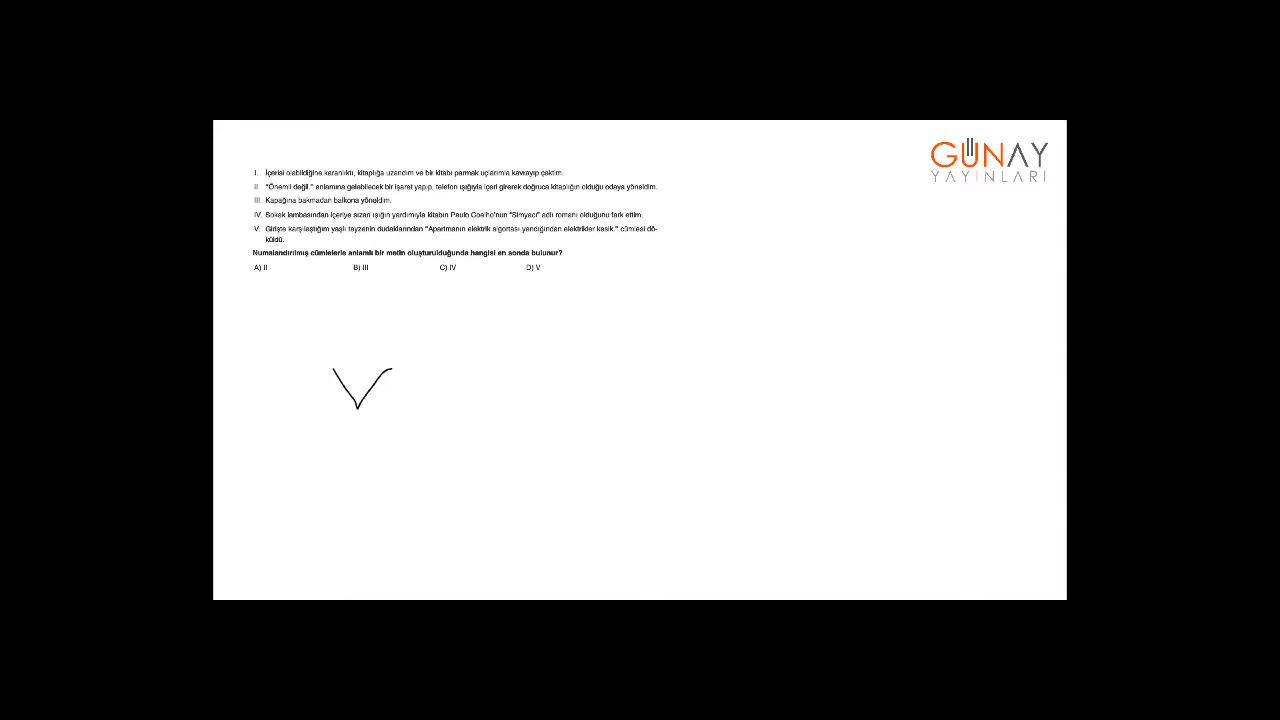 GÜNAY
YAYINLARI
I. İçerisi olabildiğine karanlıktı, kitaplığa uzandım ve bir kitabı parmak uçlarımla kavrayıp çektim.
II. "Önemli değil." anlamına gelebilecek bir işaret yapıp, telefon ışığıyla içeri girerek doğruca kitaplığın olduğu odaya yöneldim.
III. Kapağına bakmadan balkona yöneldim.
IV. Sokak lambasından içeriye sızan ışığın yardımıyla kitabın Paulo Coelho'nun "Simyacı" adlı romanı olduğunu fark ettim.
V. Girişte karşılaştığım yaşlı teyzenin dudaklarından "Apartmanın elektrik sigortası yandığından elektrikler kesik." cümlesi dö-
küldü.
Numaralandırılmış cümlelerle anlamlı bir metin oluşturulduğunda hangisi en sonda bulunur?
A) II B) III C) IV D) V
V